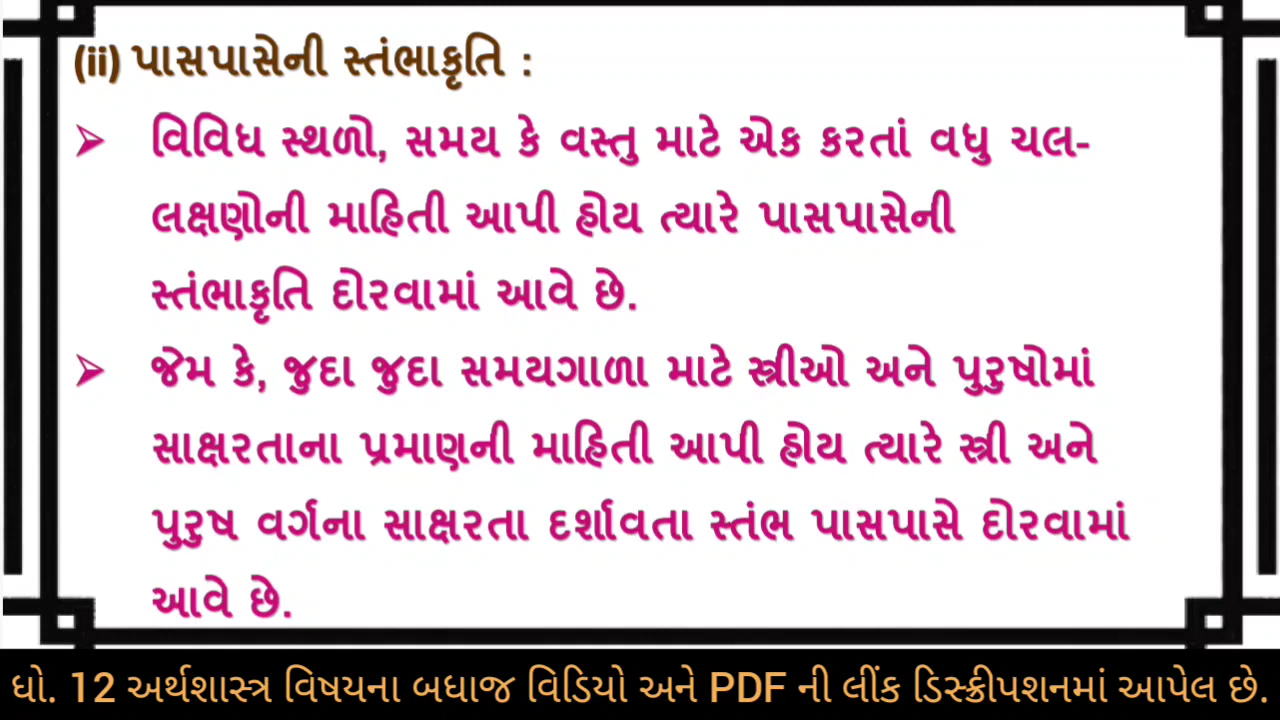 (ii) પાસપાસેની સ્તંભાકૃતિ :
➢ વિવિધ સ્થળો, સમય કે વસ્તુ માટે એક કરતાં વધુ ચલ-
લક્ષણોની માહિતી આપી હોય ત્યારે પાસપાસેની
સ્તંભાકૃતિ દોરવામાં આવે છે.
➢ જેમ કે, જુદા જુદા સમયગાળા માટે સ્ત્રીઓ અને પુરુષોમાં
સાક્ષરતાના પ્રમાણની માહિતી આપી હોય ત્યારે સ્ત્રી અને
પુરુષ વર્ગના સાક્ષરતા દર્શાવતા સ્તંભ પાસપાસે દોરવામાં
આવે છે.
ધો. 12 અર્થશાસ્ત્ર વિષયના બધાજ વિડિયો અને PDF ની લીંક ડિસ્ક્રીપશનમાં આપેલ છે.